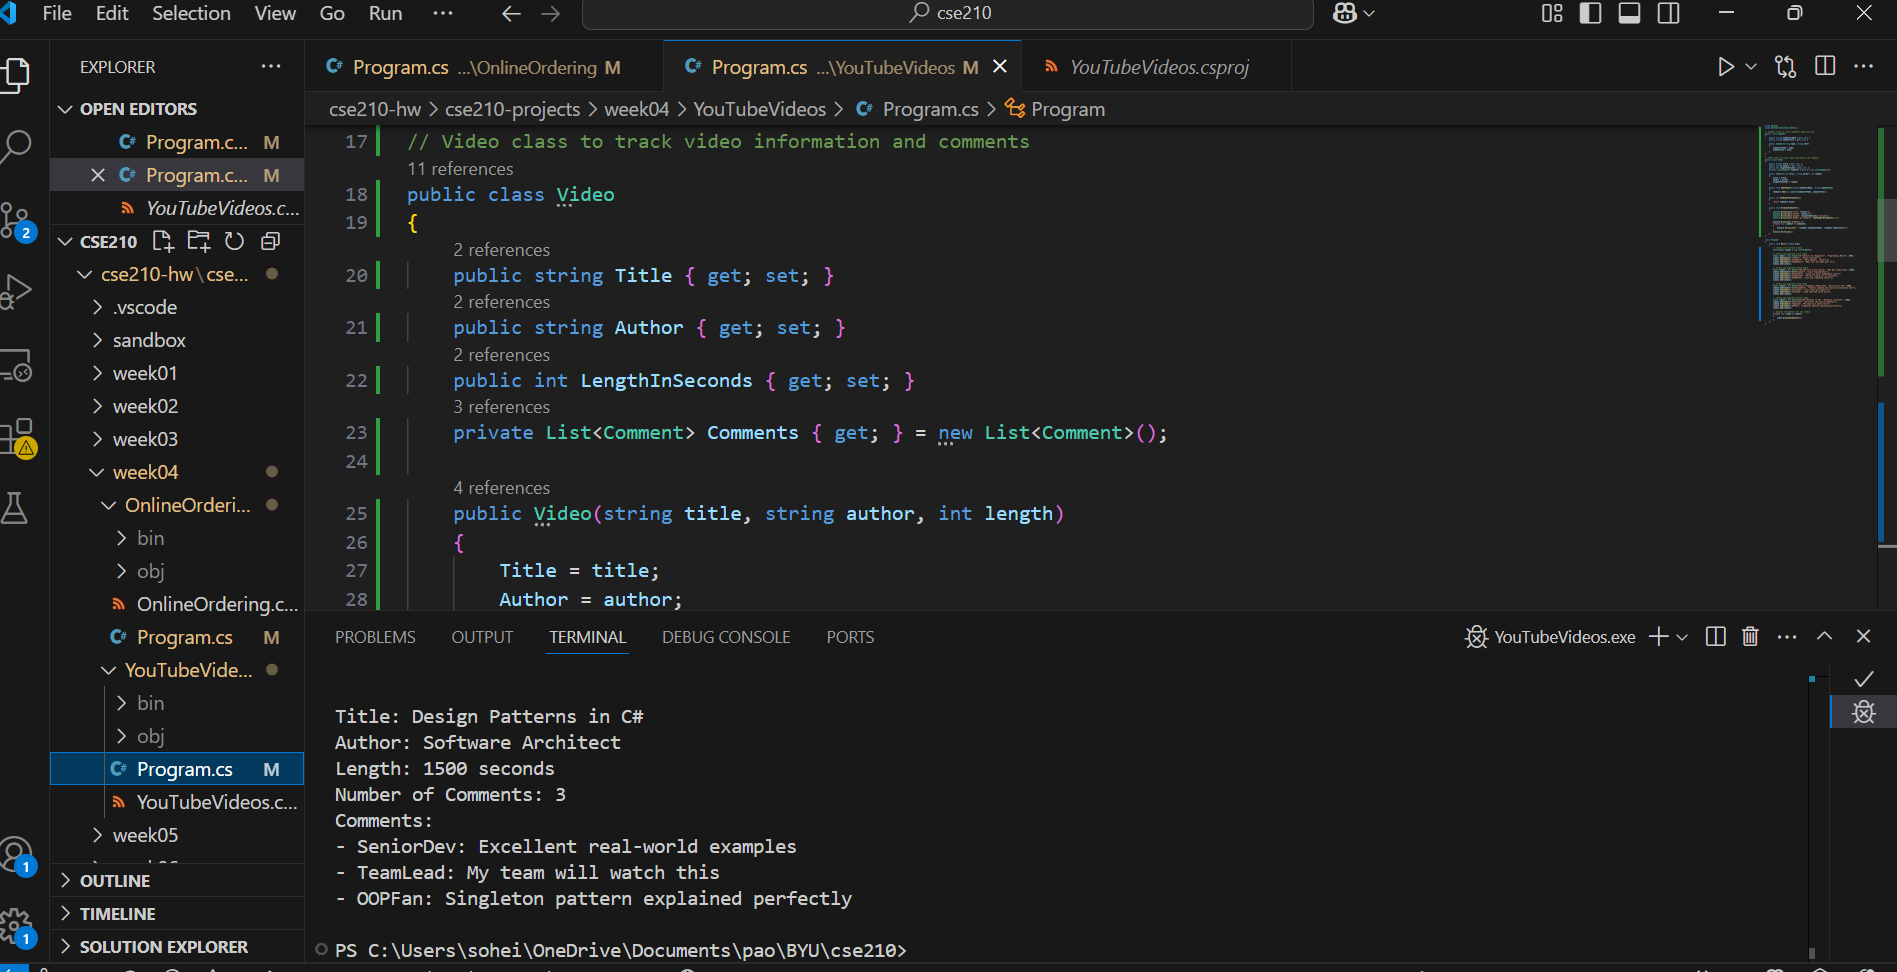 File Edit Selection View Go Run ··· cse210
EXPLORER ···
OPEN EDITORS
Program.c... M
Program.c... M
YouTubeVideos.c...
CSE210
cse210-hw\cse...
.vscode
sandbox
week01
week02
week03
week04
OnlineOrderi...
bin
obj
OnlineOrdering.c...
Program.cs M
YouTubeVide...
bin
obj
Program.cs M
YouTubeVideos.c...
week05
OUTLINE
TIMELINE
SOLUTION EXPLORER
2
1
1
Program.cs ...\OnlineOrdering M
Program.cs ...\YouTubeVideos M
YouTubeVideos.csproj
cse210-hw > cse210-projects > week04 > YouTubeVideos > Program.cs > Program
17 // Video class to track video information and comments
11 references
18 public class Video
19 {
2 references
20 public string Title { get; set; }
2 references
21 public string Author { get; set; }
2 references
22 public int LengthInSeconds { get; set; }
3 references
23 private List<Comment> Comments { get; } = new List<Comment>();
24
4 references
25 public Video(string title, string author, int length)
26 {
27 Title = title;
28 Author = author;
PROBLEMS OUTPUT TERMINAL DEBUG CONSOLE PORTS
YouTubeVideos.exe
Title: Design Patterns in C#
Author: Software Architect
Length: 1500 seconds
Number of Comments: 3
Comments:
- SeniorDev: Excellent real-world examples
- TeamLead: My team will watch this
- OOPFan: Singleton pattern explained perfectly
PS C:\Users\sohei\OneDrive\Documents\pao\BYU\cse210>